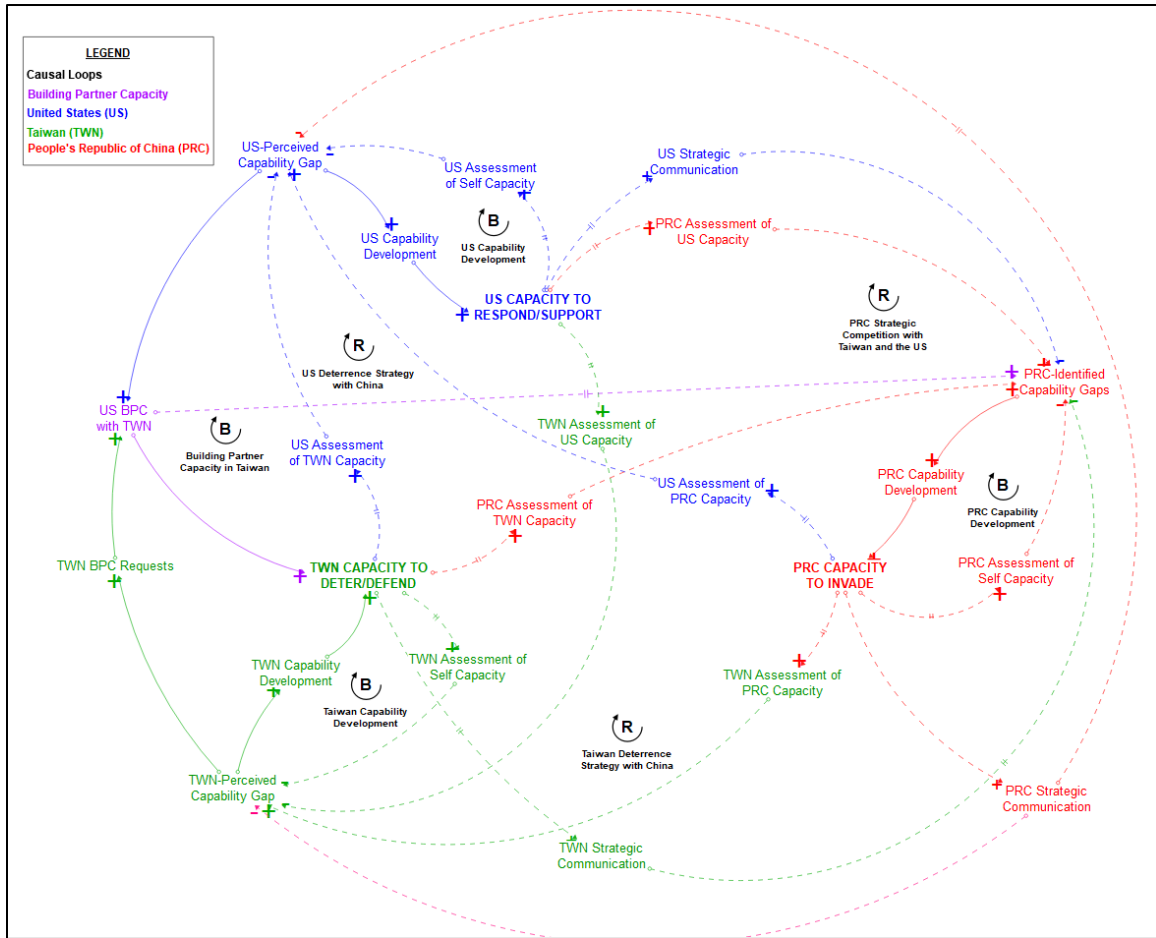 LEGEND
Causal Loops
Building Partner Capacity
United States (US)
Taiwan (TWN)
People's Republic of China (PRC)
US-Perceived
Capability Gap
US Assessment
of Self Capacity
US Strategic
Communication
US Capability
Development
B
US Capability
Development
PRC Assessment of
US Capacity
US CAPACITY TO
RESPOND/SUPPORT
R
PRC Strategic
Competition with
Taiwan and the US
R
US Deterrence Strategy
with China
PRC-Identified
Capability Gaps
US BPC
with TWN
B
Building Partner
Capacity in Taiwan
US Assessment
of TWN Capacity
TWN Assessment of
US Capacity
PRC Assessment of
TWN Capacity
US Assessment of
PRC Capacity
PRC Capability
Development
B
PRC Capability
Development
TWN BPC Requests
TWN CAPACITY TO
DETER/DEFEND
PRC CAPACITY
TO INVADE
PRC Assessment of
Self Capacity
TWN Capability
Development
B
Taiwan Capability
Development
TWN Assessment of
Self Capacity
TWN Assessment of
PRC Capacity
R
Taiwan Deterrence
Strategy with China
TWN-Perceived
Capability Gap
PRC Strategic
Communication
TWN Strategic
Communication